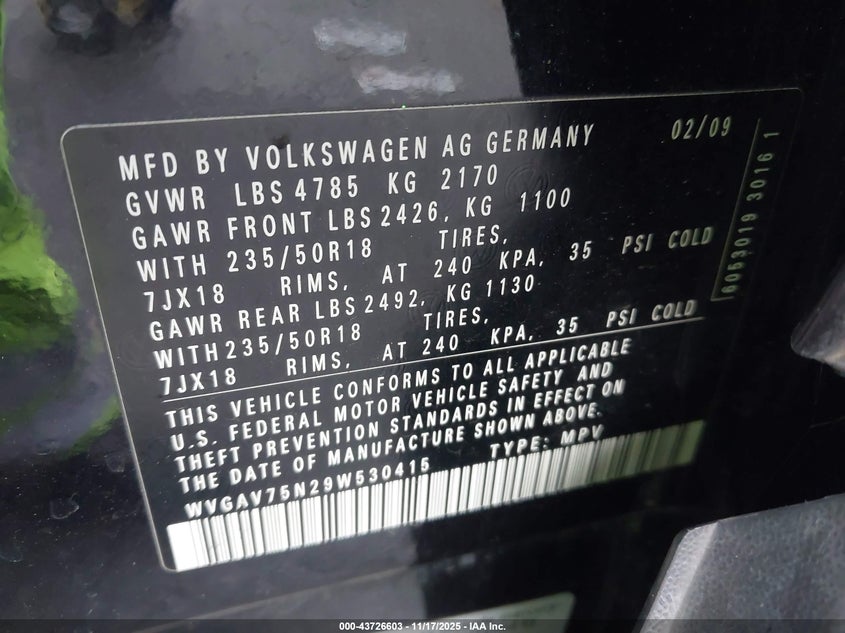 MFD BY VOLKSWAGEN AG GERMANY 02/09
GVWR LBS 4785 KG 2170
GAWR FRONT LBS 2426, KG 1100
WITH 235/50R18 TIRES,
7JX18 RIMS, AT 240 KPA, 35 PSI COLD
GAWR REAR LBS 2492, KG 1130
WITH 235/50R18 TIRES,
7JX18 RIMS, AT 240 KPA, 35 PSI COLD
THIS VEHICLE CONFORMS TO ALL APPLICABLE
U.S. FEDERAL MOTOR VEHICLE SAFETY AND
THEFT PREVENTION STANDARDS IN EFFECT ON
THE DATE OF MANUFACTURE SHOWN ABOVE.
WVGAV75N29W530415 TYPE: MPV
3016 1
000-43726603 - 11/17/2025 - IAA Inc.